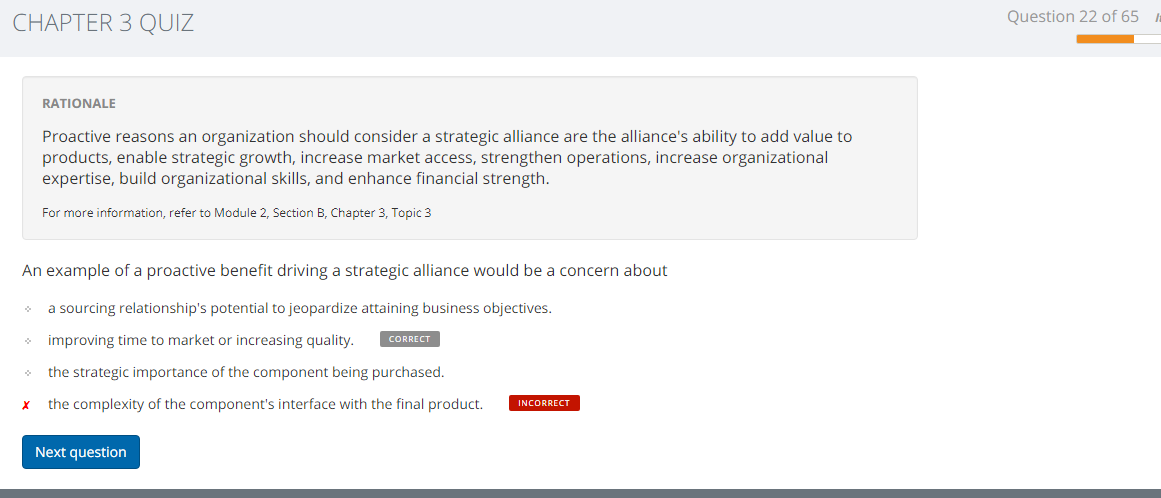 CHAPTER 3 QUIZ
Question 22 of 65
RATIONALE
Proactive reasons an organization should consider a strategic alliance are the alliance's ability to add value to
products, enable strategic growth, increase market access, strengthen operations, increase organizational
expertise, build organizational skills, and enhance financial strength.
For more information, refer to Module 2, Section B, Chapter 3, Topic 3
An example of a proactive benefit driving a strategic alliance would be a concern about
a sourcing relationship's potential to jeopardize attaining business objectives.
improving time to market or increasing quality. CORRECT
the strategic importance of the component being purchased.
✗ the complexity of the component's interface with the final product. INCORRECT
Next question